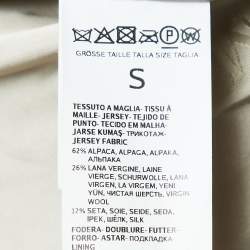 GRÖSSE TAILLE TALLA SIZE TAGLIA
S
TESSUTO A MAGLIA- TISSU À
MAILLE- JERSEY- TEJIDO DE
PUNTO- TECIDO EM MALHA
JARSE KUMAŞ- ТРИКОТАЖ-
JERSEY FABRIC
62% ALPACA, ALPAGA, ALPAKA,
АЛЬПАКА
26% LANA VERGINE, LAINE
VIERGE, SCHURWOLLE, LANA
VIRGEN, LÃ VIRGEM, YENİ
YÜN, ЧИСТАЯ ШЕРСТЬ, VIRGIN
WOOL
12% SETA, SOIE, SEIDE, SEDA,
İPEK, ШЁЛК, SILK
FODERA- DOUBLURE- FUTTER-
FORRO- ASTAR- ПОДКЛАДКА
LINING